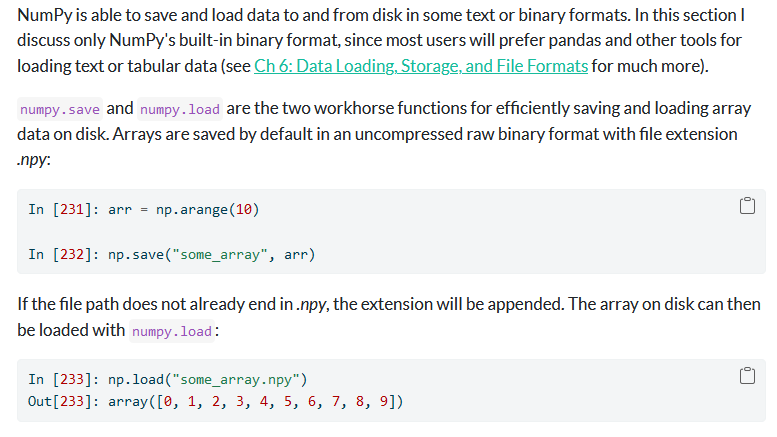 NumPy is able to save and load data to and from disk in some text or binary formats. In this section I
discuss only NumPy's built-in binary format, since most users will prefer pandas and other tools for
loading text or tabular data (see Ch 6: Data Loading, Storage, and File Formats for much more).
numpy.save and numpy.load are the two workhorse functions for efficiently saving and loading array
data on disk. Arrays are saved by default in an uncompressed raw binary format with file extension
.npy:
In [231]: arr = np.arange(10)
In [232]: np.save("some_array", arr)
If the file path does not already end in .npy, the extension will be appended. The array on disk can then
be loaded with numpy.load:
In [233]: np.load("some_array.npy")
Out[233]: array([0, 1, 2, 3, 4, 5, 6, 7, 8, 9])